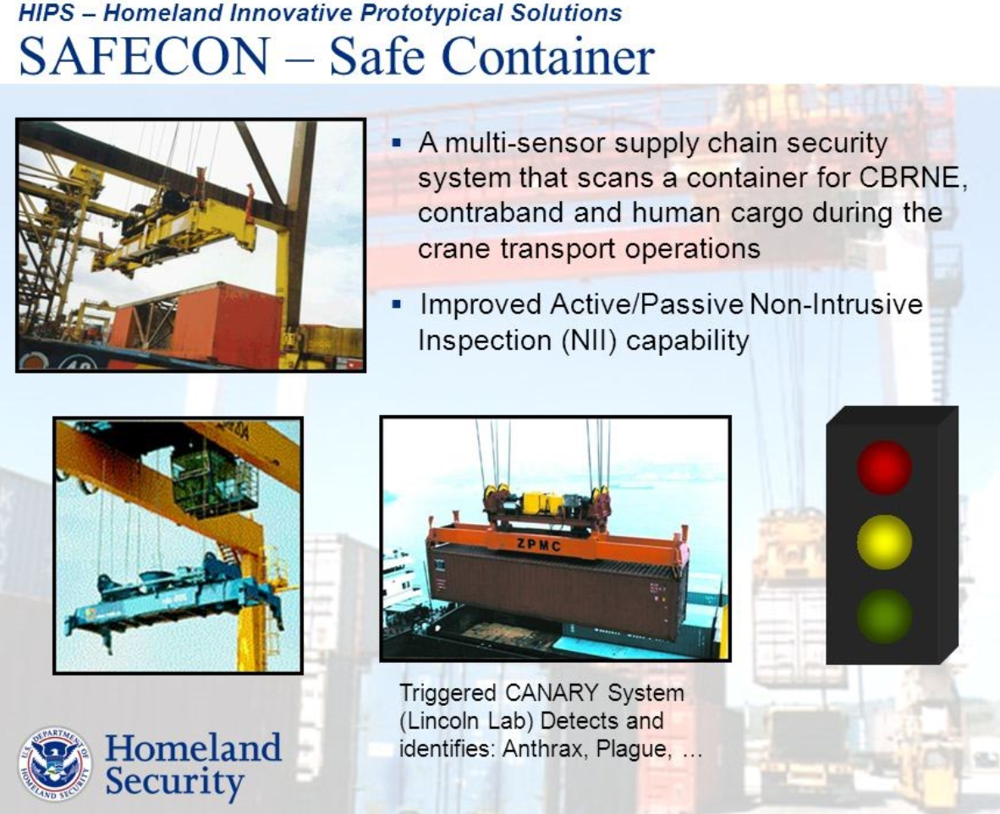 HIPS – Homeland Innovative Prototypical Solutions
SAFECON – Safe Container
▪ A multi-sensor supply chain security
system that scans a container for CBRNE,
contraband and human cargo during the
crane transport operations
▪ Improved Active/Passive Non-Intrusive
Inspection (NII) capability
ZPMC
Triggered CANARY System
(Lincoln Lab) Detects and
identifies: Anthrax, Plague, …
U.S. DEPARTMENT OF
HOMELAND SECURITY
Homeland
Security